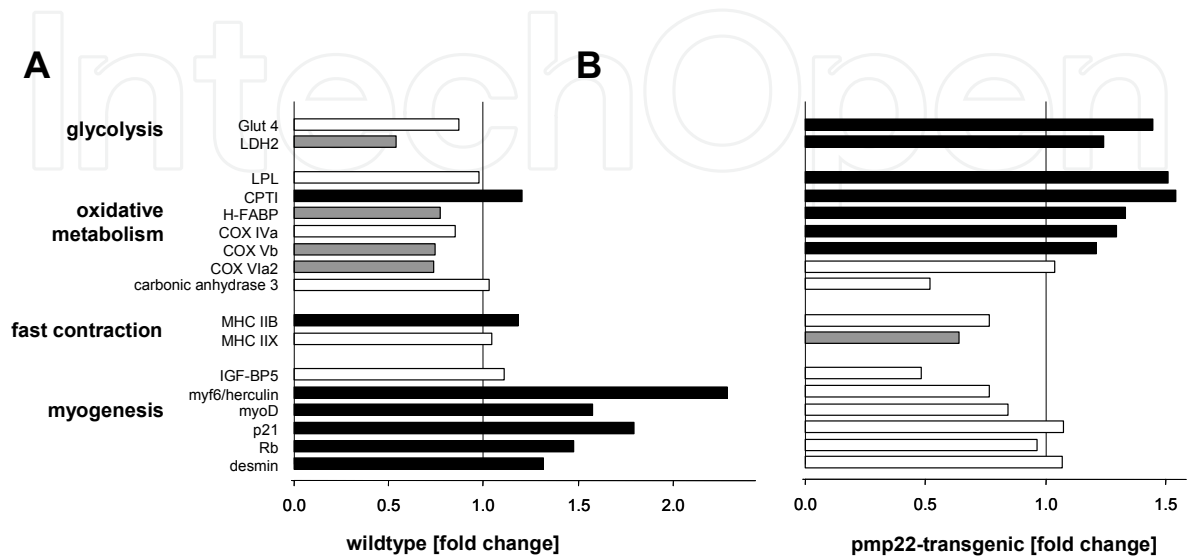 IntechOpen
A
B
glycolysis
Glut 4
LDH2
oxidative
metabolism
LPL
CPTI
H-FABP
COX IVa
COX Vb
COX VIa2
carbonic anhydrase 3
fast contraction
MHC IIB
MHC IIX
myogenesis
IGF-BP5
myf6/herculin
myoD
p21
Rb
desmin
0.0 0.5 1.0 1.5 2.0
wildtype [fold change]
0.0 0.5 1.0 1.5
pmp22-transgenic [fold change]